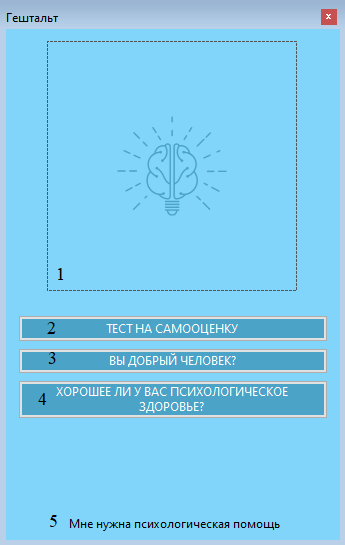 Гештальт
x
1
2 ТЕСТ НА САМООЦЕНКУ
3 ВЫ ДОБРЫЙ ЧЕЛОВЕК?
4 ХОРОШЕЕ ЛИ У ВАС ПСИХОЛОГИЧЕСКОЕ
ЗДОРОВЬЕ?
5 Мне нужна психологическая помощь